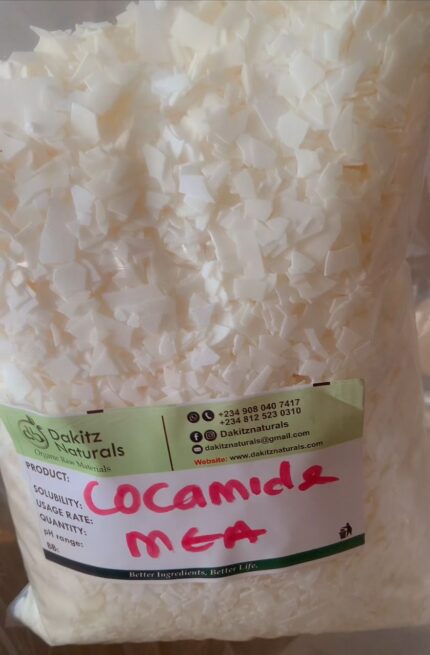 Dakitz
Naturals
Organic Raw Materials
+234 908 040 7417
+234 812 523 0310
Dakitznaturals
dakitznaturals@gmail.com
Website: www.dakitznaturals.com
PRODUCT:
SOLUBILITY:
USAGE RATE:
QUANTITY:
pH range:
BB:
Cocamide
MEA
Better Ingredients, Better Life.